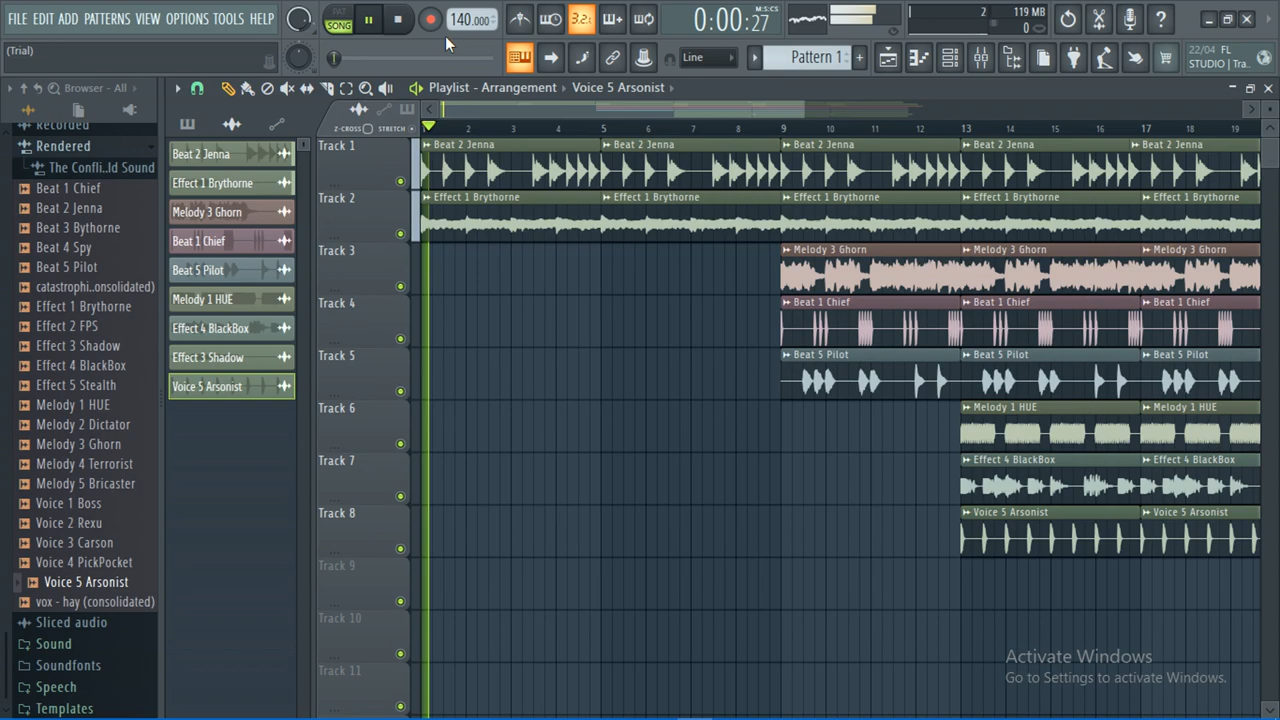 FILE EDIT ADD PATTERNS VIEW OPTIONS TOOLS HELP
(Trial)
PAT
SONG
140.000
3.2
0:00:27
M:S:CS
2
119 MB
0
Line
Pattern 1
22/04 FL
STUDIO | Tra..
Browser - All
Playlist - Arrangement
Voice 5 Arsonist
Z-CROSS
STRETCH
2 3 4 5 6 7 8 9 10 11 12 13 14 15 16 17 18 19
Recorded
Rendered
The Confli..ld Sound
Beat 1 Chief
Beat 2 Jenna
Beat 3 Bythorne
Beat 4 Spy
Beat 5 Pilot
catastrophi..onsolidated)
Effect 1 Brythorne
Effect 2 FPS
Effect 3 Shadow
Effect 4 BlackBox
Effect 5 Stealth
Melody 1 HUE
Melody 2 Dictator
Melody 3 Ghorn
Melody 4 Terrorist
Melody 5 Bricaster
Voice 1 Boss
Voice 2 Rexu
Voice 3 Carson
Voice 4 PickPocket
Voice 5 Arsonist
vox - hay (consolidated)
Sliced audio
Sound
Soundfonts
Speech
Templates
Beat 2 Jenna
Effect 1 Brythorne
Melody 3 Ghorn
Beat 1 Chief
Beat 5 Pilot
Melody 1 HUE
Effect 4 BlackBox
Effect 3 Shadow
Voice 5 Arsonist
Track 1
Beat 2 Jenna
Beat 2 Jenna
Beat 2 Jenna
Beat 2 Jenna
Beat 2 Jenna
Track 2
Effect 1 Brythorne
Effect 1 Brythorne
Effect 1 Brythorne
Effect 1 Brythorne
Effect 1 Brythorne
Track 3
Melody 3 Ghorn
Melody 3 Ghorn
Melody 3 Ghorn
Track 4
Beat 1 Chief
Beat 1 Chief
Beat 1 Chief
Track 5
Beat 5 Pilot
Beat 5 Pilot
Beat 5 Pilot
Track 6
Melody 1 HUE
Melody 1 HUE
Track 7
Effect 4 BlackBox
Effect 4 BlackBox
Track 8
Voice 5 Arsonist
Voice 5 Arsonist
Track 9
Track 10
Track 11
Activate Windows
Go to Settings to activate Windows.